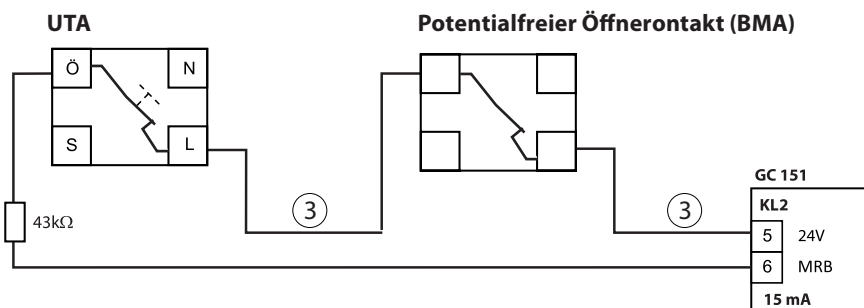 UTA
Potentialfreier Öffnerontakt (BMA)
Ö
N
S
L
43kΩ
3
3
GC 151
KL2
5 24V
6 MRB
15 mA